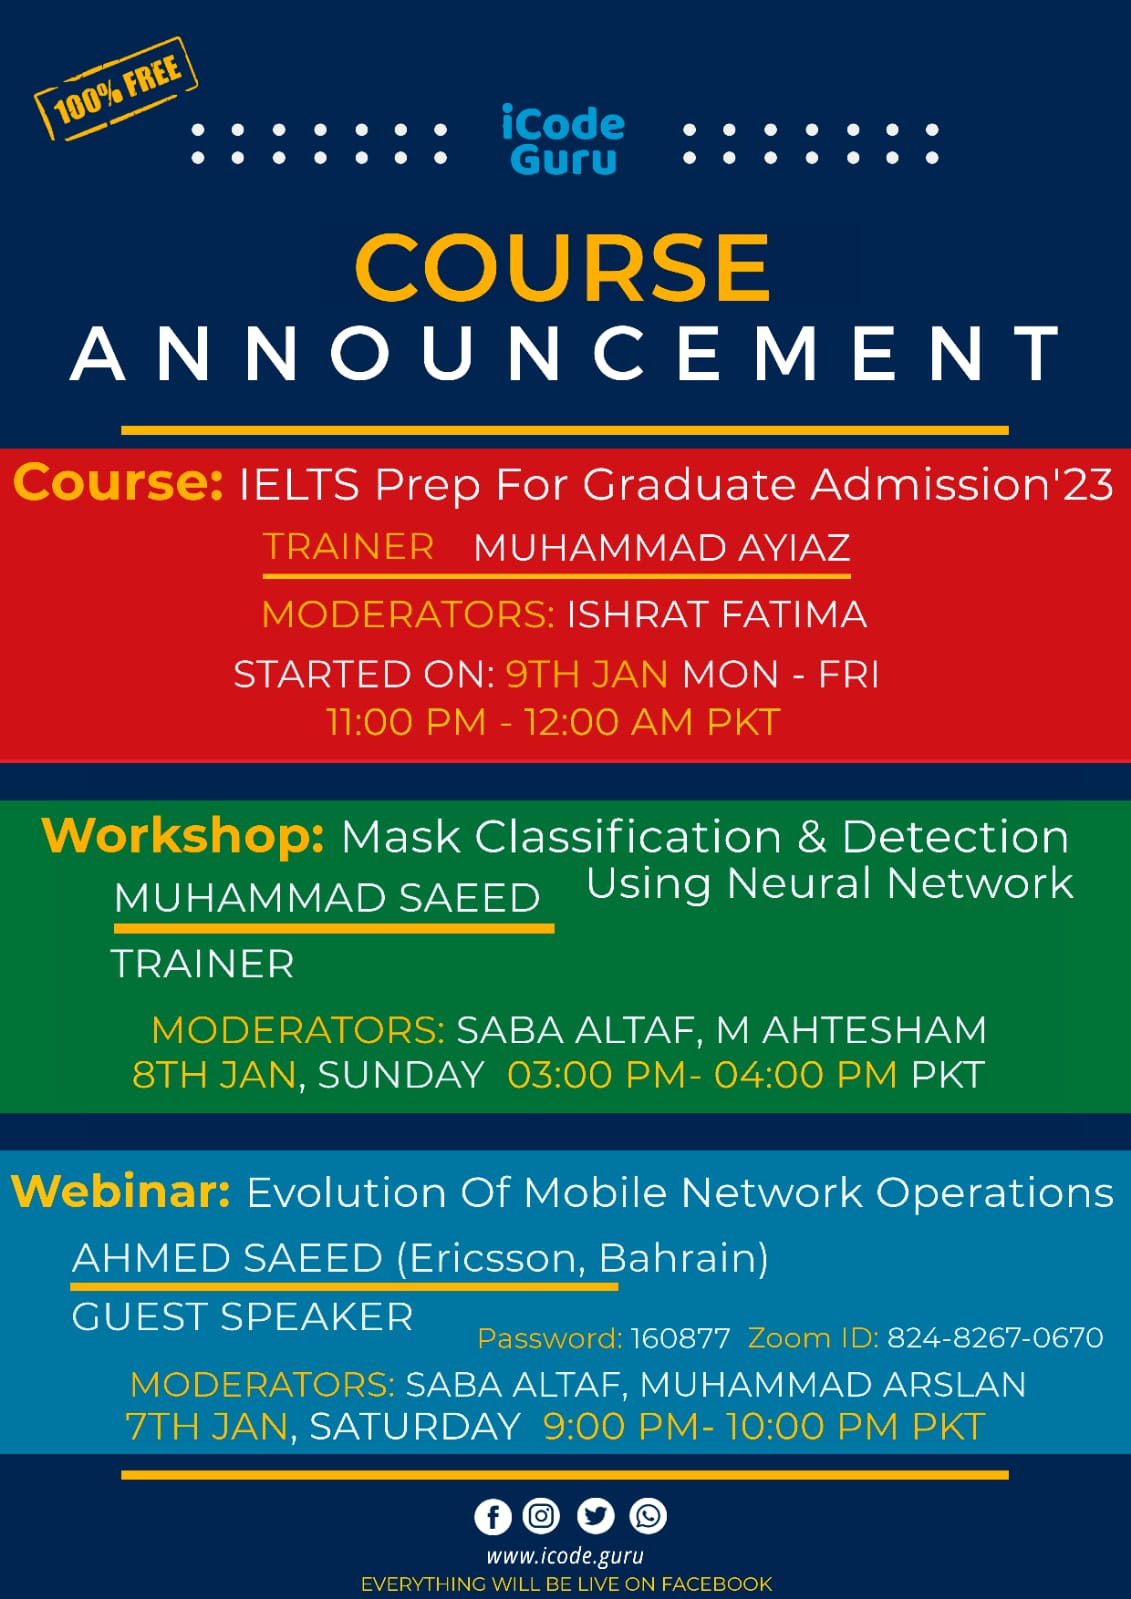 100% FREE
iCode
Guru
COURSE
ANNOUNCEMENT
Course: IELTS Prep For Graduate Admission'23
TRAINER MUHAMMAD AYIAZ
MODERATORS: ISHRAT FATIMA
STARTED ON: 9TH JAN MON - FRI
11:00 PM - 12:00 AM PKT
Workshop: Mask Classification & Detection
Using Neural Network
MUHAMMAD SAEED
TRAINER
MODERATORS: SABA ALTAF, M AHTESHAM
8TH JAN, SUNDAY 03:00 PM- 04:00 PM PKT
Webinar: Evolution Of Mobile Network Operations
AHMED SAEED (Ericsson, Bahrain)
GUEST SPEAKER
Password: 160877 Zoom ID: 824-8267-0670
MODERATORS: SABA ALTAF, MUHAMMAD ARSLAN
7TH JAN, SATURDAY 9:00 PM- 10:00 PM PKT
www.icode.guru
EVERYTHING WILL BE LIVE ON FACEBOOK